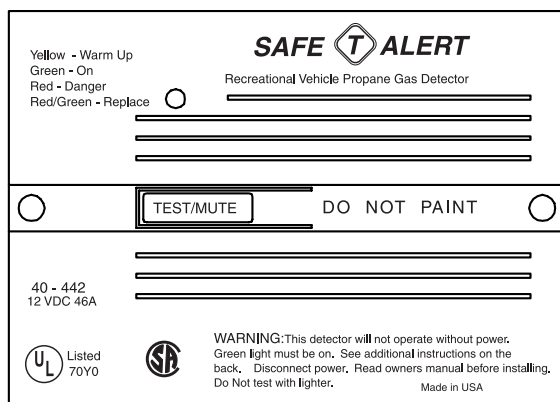 SAFE T ALERT
Recreational Vehicle Propane Gas Detector
Yellow - Warm Up
Green - On
Red - Danger
Red/Green - Replace
TEST/MUTE
DO NOT PAINT
40 - 442
12 VDC 46A
UL Listed
70Y0
SA
WARNING:This detector will not operate without power.
Green light must be on. See additional instructions on the
back. Disconnect power. Read owners manual before installing.
Do Not test with lighter.
Made in USA